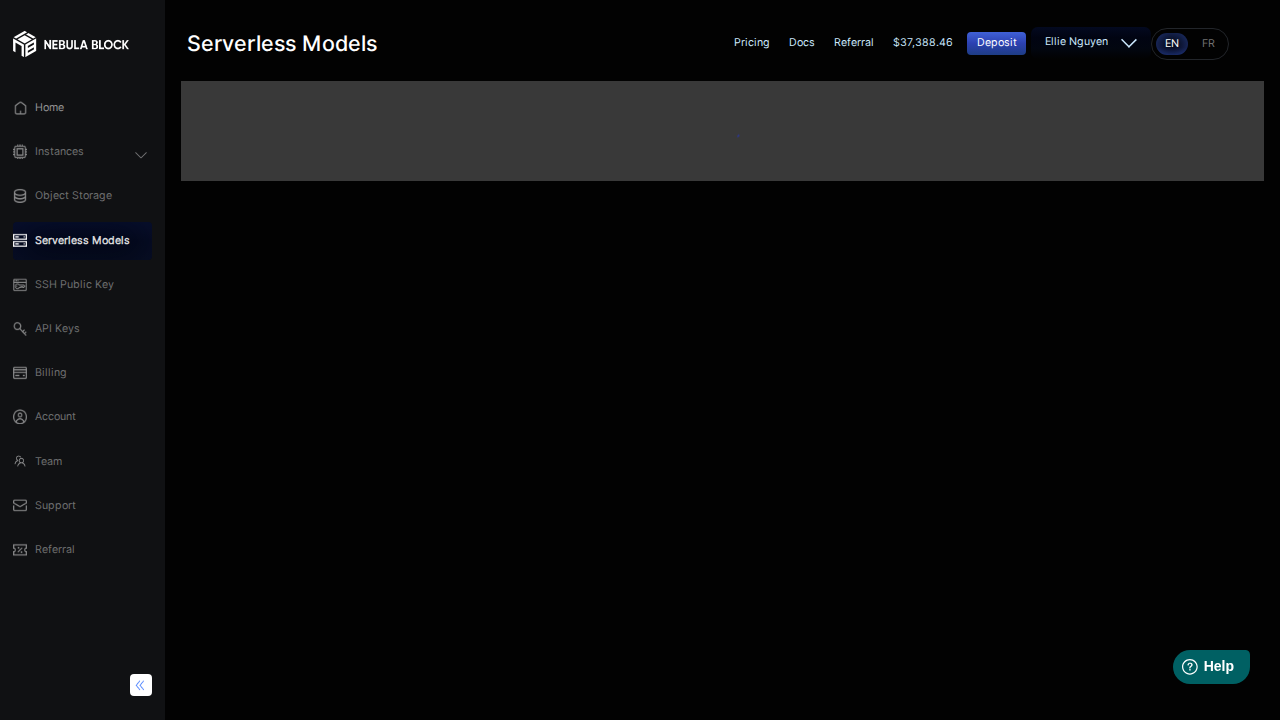 NEBULA BLOCK
Serverless Models
Pricing
Docs
Referral
$37,388.46
Deposit
Ellie Nguyen
EN
FR
Home
Instances
Object Storage
Serverless Models
SSH Public Key
API Keys
Billing
Account
Team
Support
Referral
Help